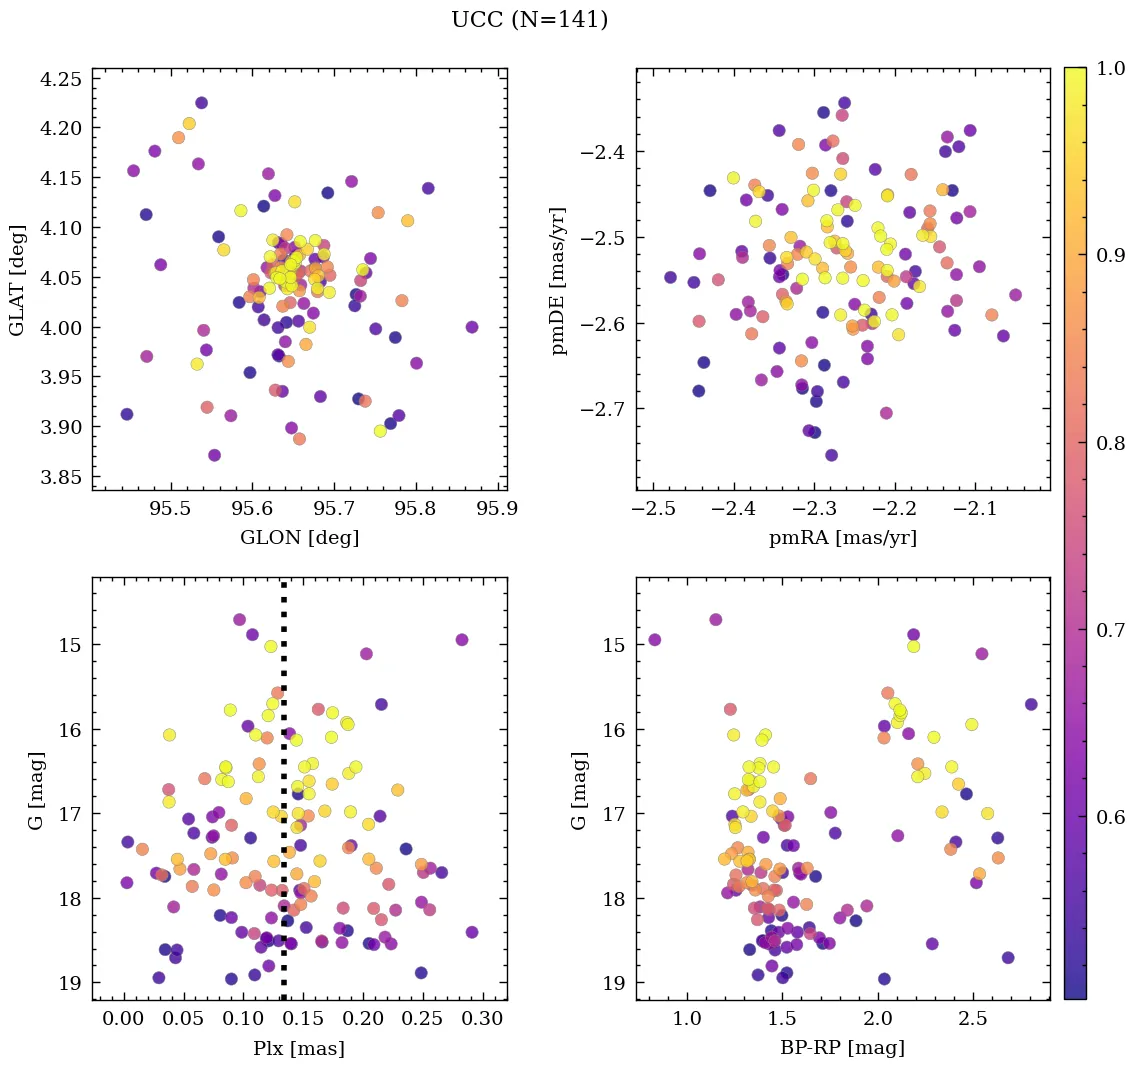 UCC (N=141)
4.25
4.20
4.15
4.10
4.05
4.00
3.95
3.90
3.85
GLAT [deg]
95.5 95.6 95.7 95.8 95.9
GLON [deg]
−2.4
−2.5
−2.6
−2.7
pmDE [mas/yr]
−2.5 −2.4 −2.3 −2.2 −2.1
pmRA [mas/yr]
1.0
0.9
0.8
0.7
0.6
15
16
17
18
19
G [mag]
0.00 0.05 0.10 0.15 0.20 0.25 0.30
Plx [mas]
15
16
17
18
19
G [mag]
1.0 1.5 2.0 2.5
BP-RP [mag]